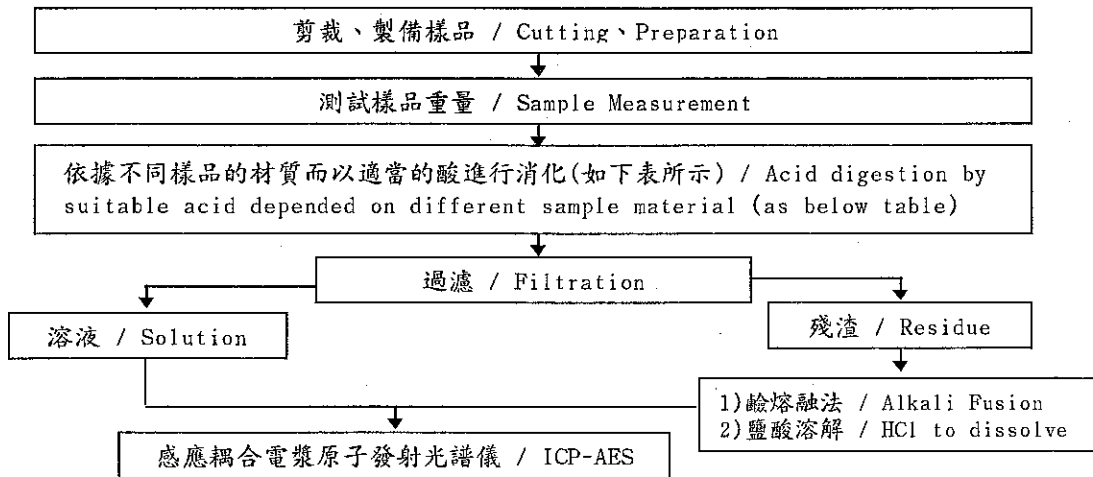 剪裁、製備樣品 / Cutting、Preparation
測試樣品重量 / Sample Measurement
依據不同樣品的材質而以適當的酸進行消化(如下表所示) / Acid digestion by
suitable acid depended on different sample material (as below table)
過濾 / Filtration
溶液 / Solution
殘渣 / Residue
1)鹼熔融法 / Alkali Fusion
2)鹽酸溶解 / HCl to dissolve
感應耦合電漿原子發射光譜儀 / ICP-AES